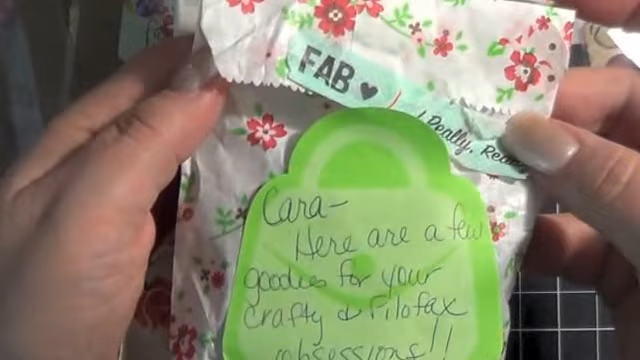 FAB
I Really, Rea
Cara-
Here are a few
goodies for your
crafty & Filofax
obsessions!!